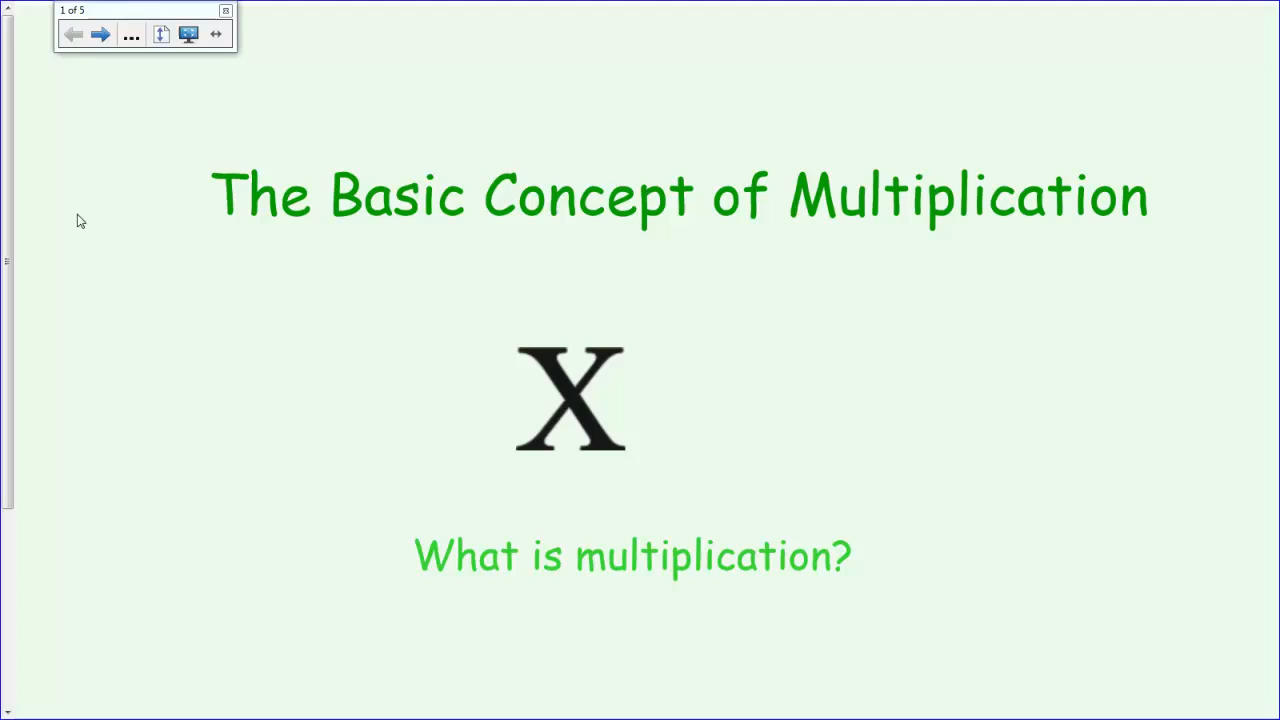 1 of 5
...
The Basic Concept of Multiplication
X
What is multiplication?